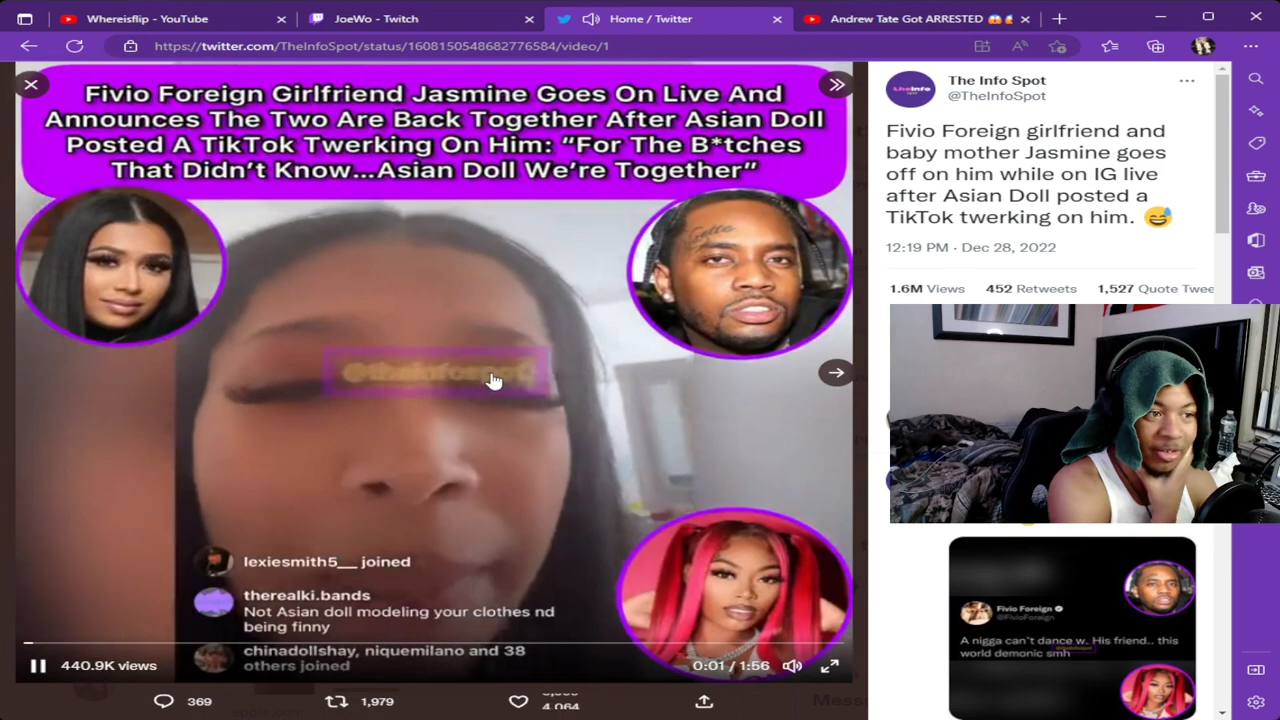 Whereisflip - YouTube
JoeWo - Twitch
Home / Twitter
Andrew Tate Got ARRESTED
https://twitter.com/TheInfoSpot/status/1608150548682776584/video/1
Fivio Foreign Girlfriend Jasmine Goes On Live And
Announces The Two Are Back Together After Asian Doll
Posted A TikTok Twerking On Him: “For The B*tches
That Didn’t Know...Asian Doll We’re Together”
@theinfospot
lexiesmith5__ joined
therealki.bands
Not Asian doll modeling your clothes nd
being finny
chinadollshay, niquemilano and 38
others joined
440.9K views
0:01 / 1:56
369
1,979
4,064
The Info Spot
@TheInfoSpot
Fivio Foreign girlfriend and
baby mother Jasmine goes
off on him while on IG live
after Asian Doll posted a
TikTok twerking on him.
12:19 PM · Dec 28, 2022
1.6M Views 452 Retweets 1,527 Quote Twee
Fivio Foreign
@FivioForeign
A nigga can't dance w. His friend.. this
world demonic smh